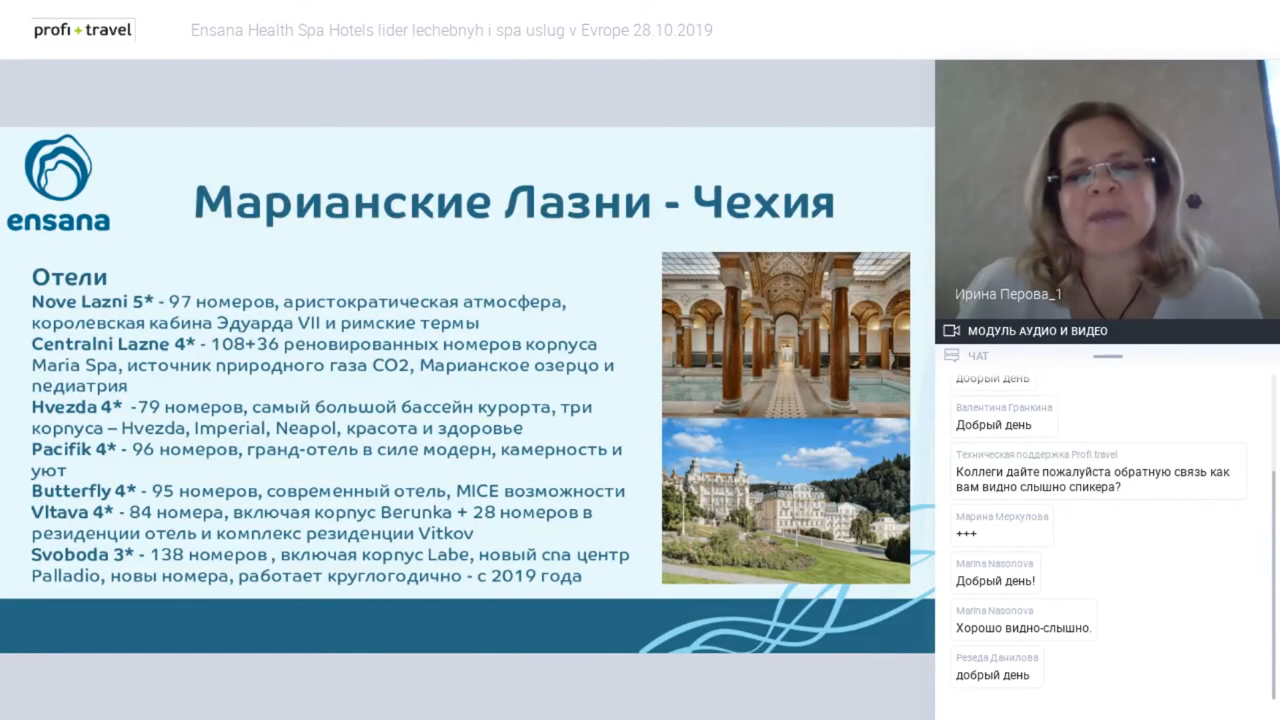 profi + travel
Ensana Health Spa Hotels lider lechebnyh i spa uslug v Evrope 28.10.2019
ensana
Марианские Лазни - Чехия
Отели
Nove Lazni 5* - 97 номеров, аристократическая атмосфера,
королевская кабина Эдуарда VII и римские термы
Centralni Lazne 4* - 108+36 реновированных номеров корпуса
Maria Spa, источник природного газа CO2, Марианское озерцо и
педиатрия
Hvezda 4* -79 номеров, самый большой бассейн курорта, три
корпуса – Hvezda, Imperial, Neapol, красота и здоровье
Pacifik 4* - 96 номеров, гранд-отель в силе модерн, камерность и
уют
Butterfly 4* - 95 номеров, современный отель, MICE возможности
Vltava 4* - 84 номера, включая корпус Berunka + 28 номеров в
резиденции отель и комплекс резиденции Vitkov
Svoboda 3* - 138 номеров , включая корпус Labe, новый спа центр
Palladio, новы номера, работает круглогодично - с 2019 года
Ирина Перова_1
МОДУЛЬ АУДИО И ВИДЕО
ЧАТ
добрый день
Валентина Гранкина
Добрый день
Техническая поддержка Profi.travel
Коллеги дайте пожалуйста обратную связь как
вам видно слышно спикера?
Марина Меркулова
+++
Marina Nasonova
Добрый день!
Marina Nasonova
Хорошо видно-слышно.
Резеда Данилова
добрый день